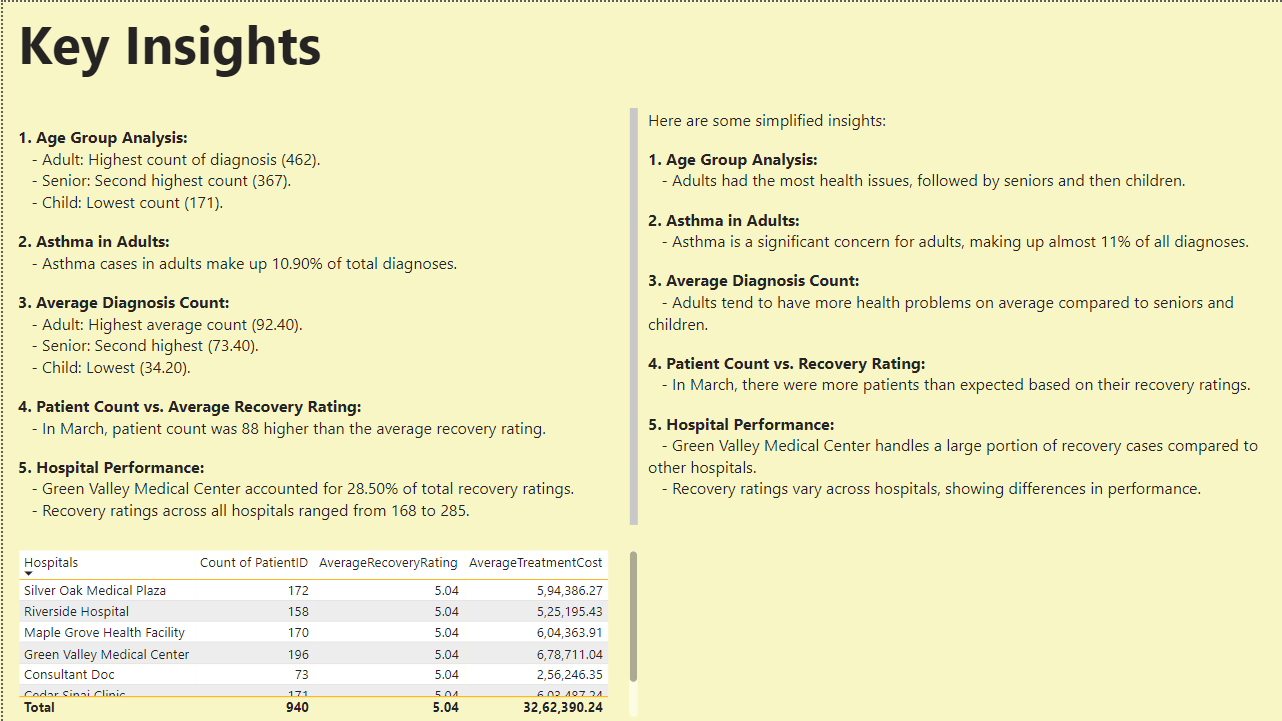 Key Insights
1. Age Group Analysis:
- Adult: Highest count of diagnosis (462).
- Senior: Second highest count (367).
- Child: Lowest count (171).
2. Asthma in Adults:
- Asthma cases in adults make up 10.90% of total diagnoses.
3. Average Diagnosis Count:
- Adult: Highest average count (92.40).
- Senior: Second highest (73.40).
- Child: Lowest (34.20).
4. Patient Count vs. Average Recovery Rating:
- In March, patient count was 88 higher than the average recovery rating.
5. Hospital Performance:
- Green Valley Medical Center accounted for 28.50% of total recovery ratings.
- Recovery ratings across all hospitals ranged from 168 to 285.
Here are some simplified insights:
1. Age Group Analysis:
- Adults had the most health issues, followed by seniors and then children.
2. Asthma in Adults:
- Asthma is a significant concern for adults, making up almost 11% of all diagnoses.
3. Average Diagnosis Count:
- Adults tend to have more health problems on average compared to seniors and
children.
4. Patient Count vs. Recovery Rating:
- In March, there were more patients than expected based on their recovery ratings.
5. Hospital Performance:
- Green Valley Medical Center handles a large portion of recovery cases compared to
other hospitals.
- Recovery ratings vary across hospitals, showing differences in performance.
Hospitals Count of PatientID AverageRecoveryRating AverageTreatmentCost
Silver Oak Medical Plaza 172 5.04 5,94,386.27
Riverside Hospital 158 5.04 5,25,195.43
Maple Grove Health Facility 170 5.04 6,04,363.91
Green Valley Medical Center 196 5.04 6,78,711.04
Consultant Doc 73 5.04 2,56,246.35
Cedar Sinai Clinic 171 5.04 6,03,487.24
Total 940 5.04 32,62,390.24